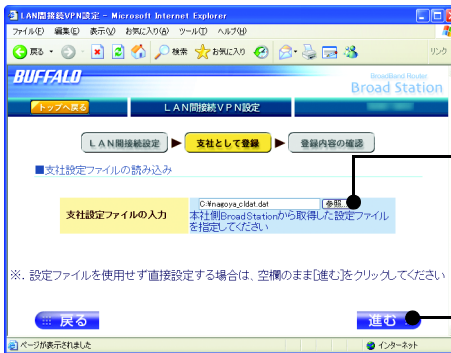 LAN間接続VPN設定 - Microsoft Internet Explorer
ファイル(F) 編集(E) 表示(V) お気に入り(A) ツール(T) ヘルプ(H)
戻る 検索 お気に入り リンク
BUFFALO
BroadBand Router
Broad Station
トップへ戻る LAN間接続VPN設定
LAN間接続設定 支社として登録 登録内容の確認
■支社設定ファイルの読み込み
支社設定ファイルの入力
C:¥nagoya_cldat.dat 参照...
本社側BroadStationから取得した設定ファイル
を指定してください
※. 設定ファイルを使用せず直接設定する場合は、空欄のまま[進む]をクリックしてください
戻る 進む
ページが表示されました インターネット